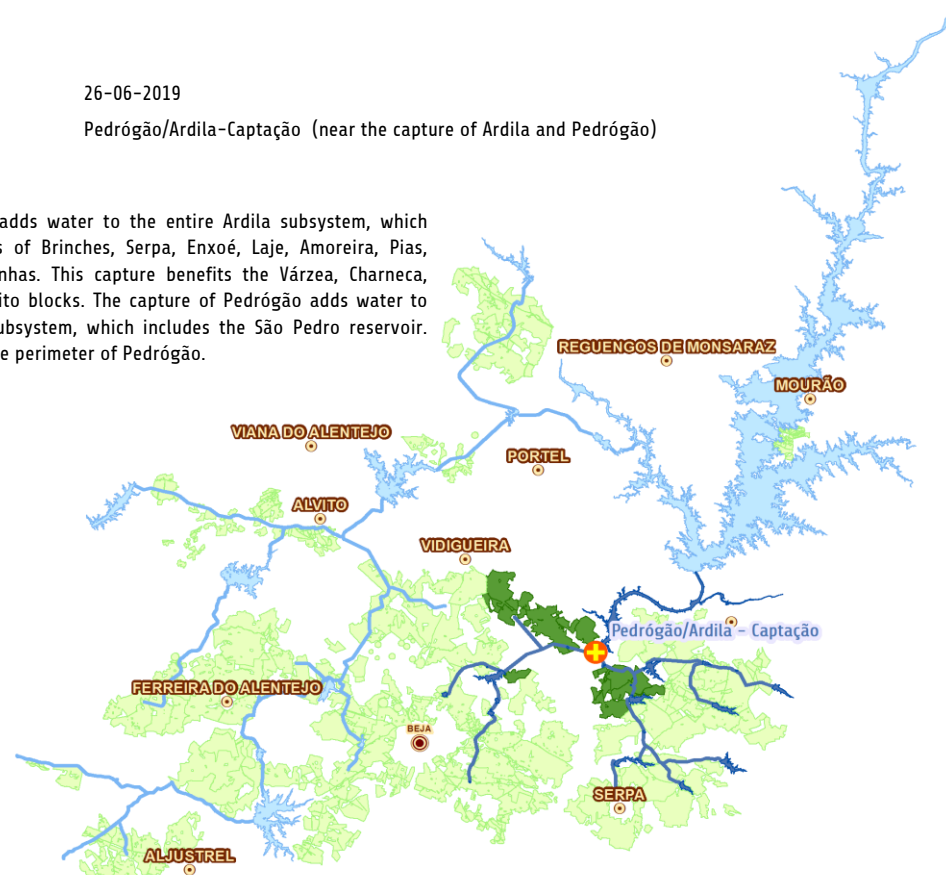 26-06-2019
Pedrógão/Ardila-Captação (near the capture of Ardila and Pedrógão)
adds water to the entire Ardila subsystem, which
s of Brinches, Serpa, Enxoé, Laje, Amoreira, Pias,
nhas. This capture benefits the Várzea, Charneca,
ito blocks. The capture of Pedrógão adds water to
ubsystem, which includes the São Pedro reservoir.
e perimeter of Pedrógão.
REGUENGOS DE MONSARAZ
MOURÃO
VIANA DO ALENTEJO
PORTEL
ALVITO
VIDIGUEIRA
Pedrógão/Ardila - Captação
FERREIRA DO ALENTEJO
BEJA
SERPA
ALJUSTREL